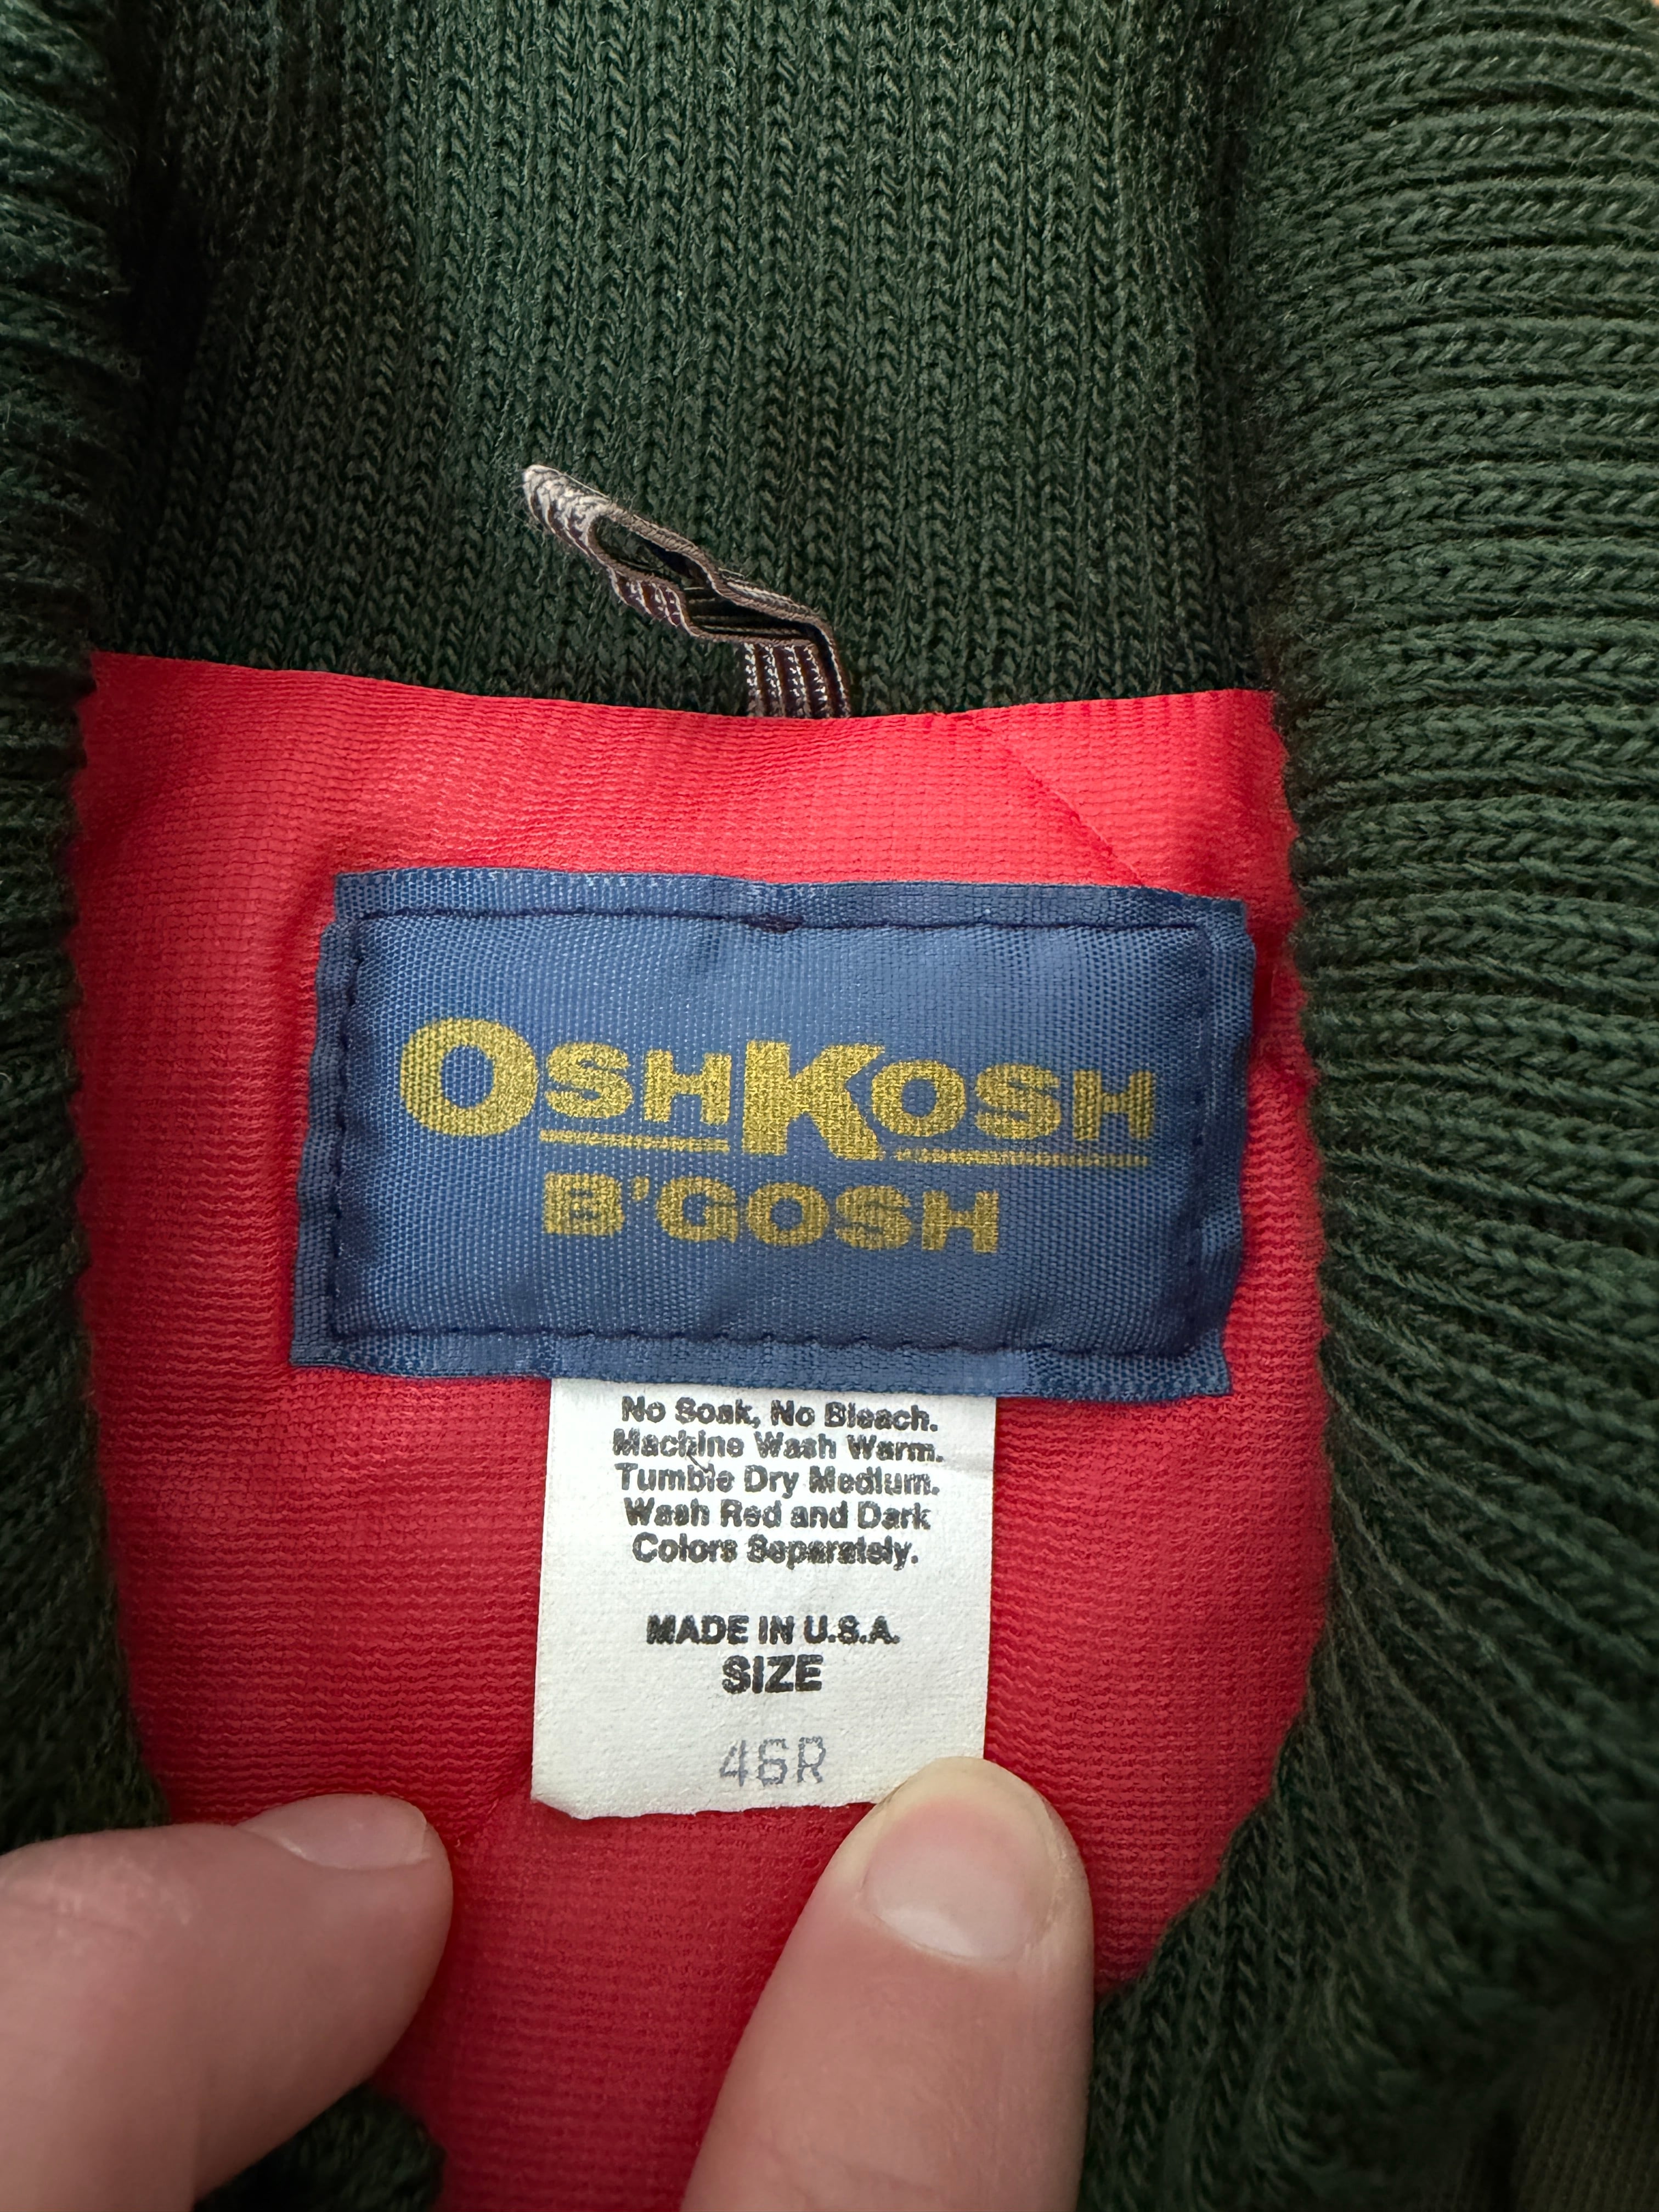 OSHKOSH
B'GOSH
No Soak, No Bleach.
Machine Wash Warm.
Tumble Dry Medium.
Wash Red and Dark
Colors Separately.
MADE IN U.S.A.
SIZE
46R